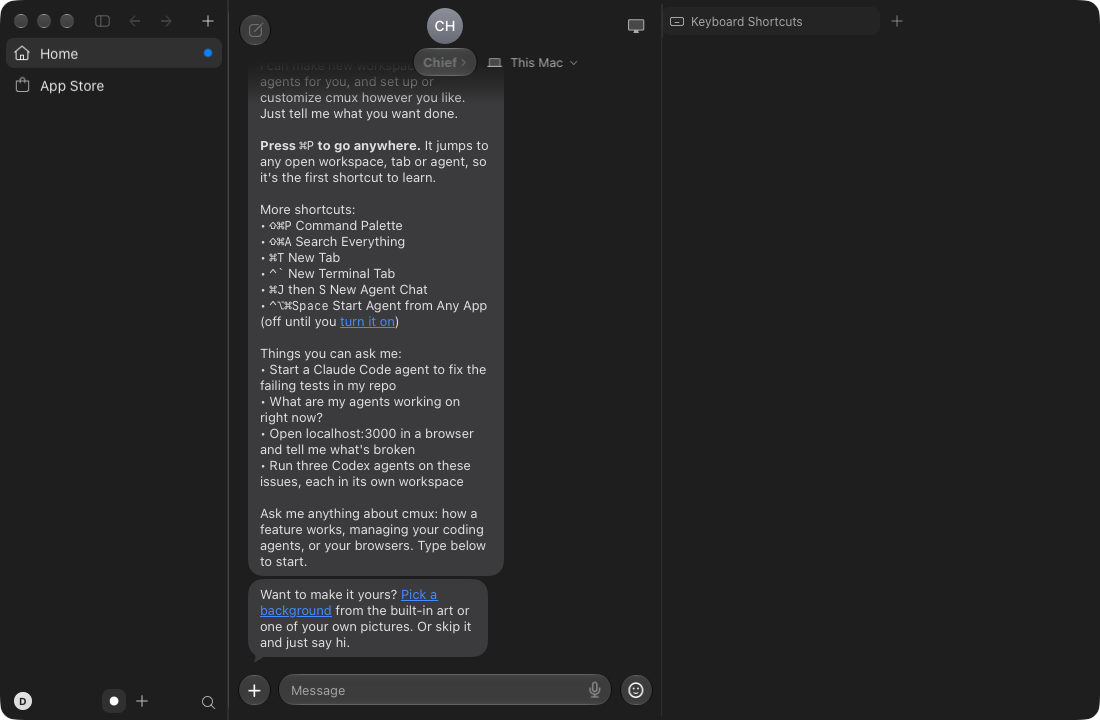 Home
App Store
D
CH
Chief
This Mac
I can make new workspac
agents for you, and set up or
customize cmux however you like.
Just tell me what you want done.
Press ⌘P to go anywhere. It jumps to
any open workspace, tab or agent, so
it's the first shortcut to learn.
More shortcuts:
• ⇧⌘P Command Palette
• ⇧⌘A Search Everything
• ⌘T New Tab
• ^` New Terminal Tab
• ⌘J then S New Agent Chat
• ^⌥⌘Space Start Agent from Any App
(off until you turn it on)
Things you can ask me:
• Start a Claude Code agent to fix the
failing tests in my repo
• What are my agents working on
right now?
• Open localhost:3000 in a browser
and tell me what's broken
• Run three Codex agents on these
issues, each in its own workspace
Ask me anything about cmux: how a
feature works, managing your coding
agents, or your browsers. Type below
to start.
Want to make it yours? Pick a
background from the built-in art or
one of your own pictures. Or skip it
and just say hi.
Message
Keyboard Shortcuts